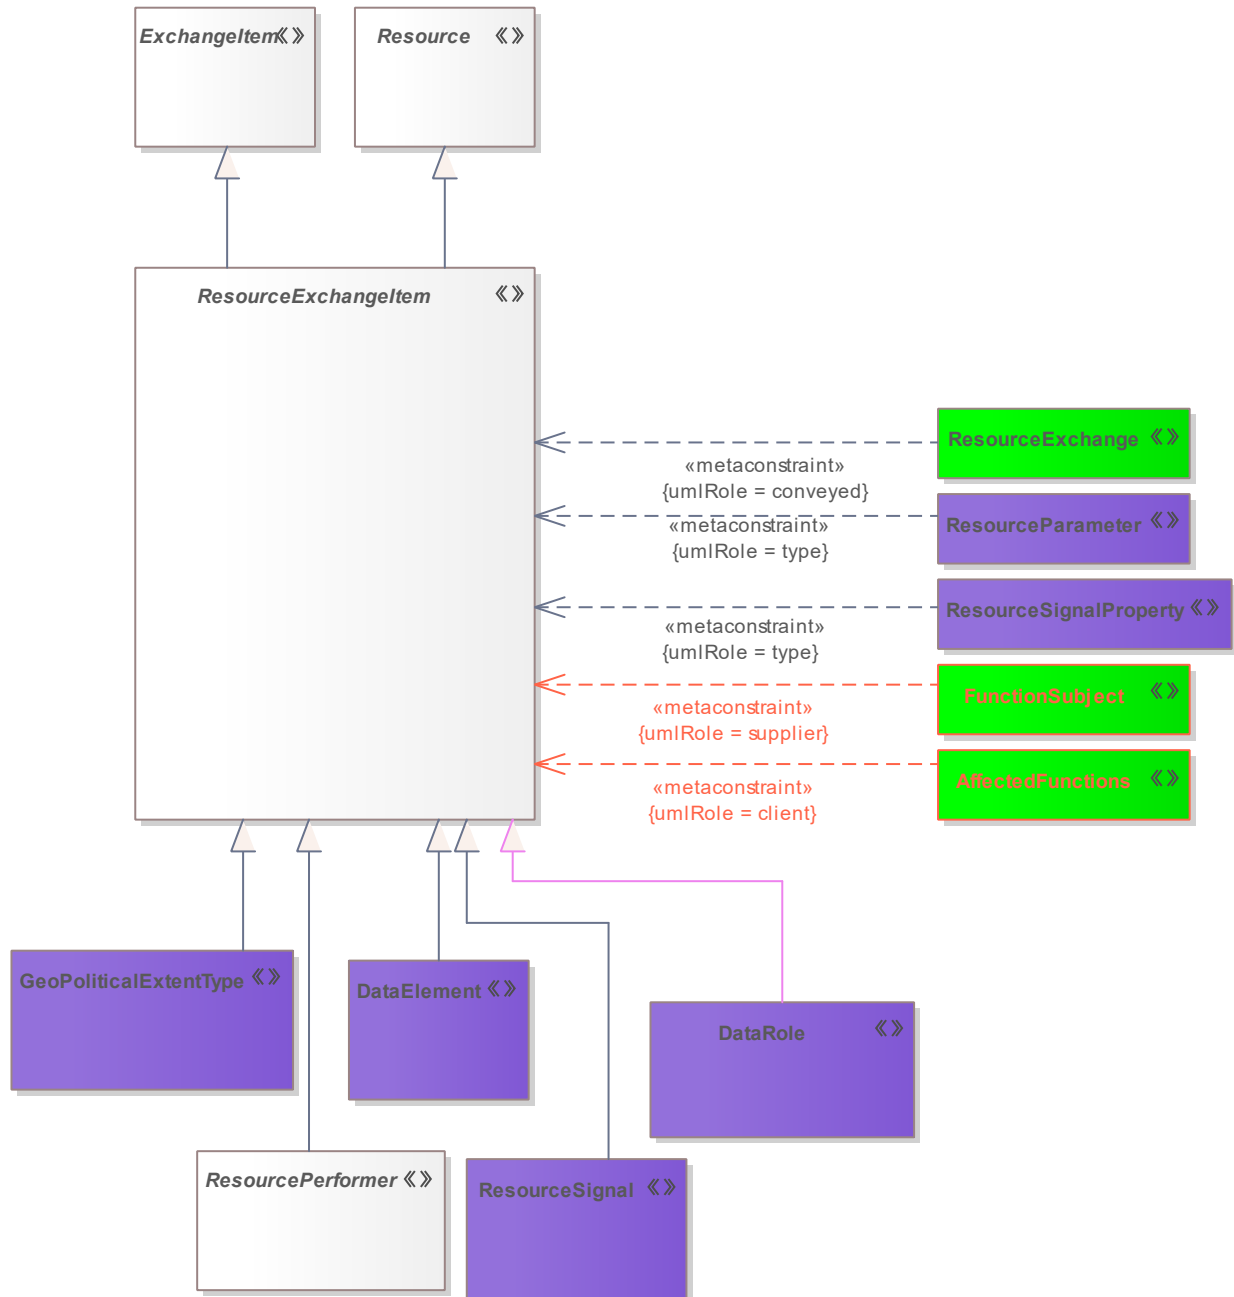 ExchangeItem «»
Resource «»
ResourceExchangeItem «»
ResourceExchange «»
«metaconstraint»
{umlRole = conveyed}
ResourceParameter «»
«metaconstraint»
{umlRole = type}
ResourceSignalProperty «»
«metaconstraint»
{umlRole = type}
FunctionSubject «»
«metaconstraint»
{umlRole = supplier}
AffectedFunctions «»
«metaconstraint»
{umlRole = client}
GeoPoliticalExtentType «»
DataElement «»
DataRole «»
ResourcePerformer «»
ResourceSignal «»